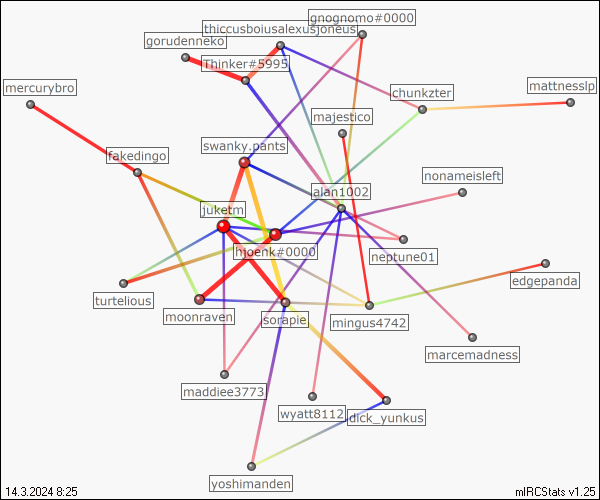 gnognomo#0000
thiccusboiusalexusjoneus
gorudenneko
Thinker#5995
mercurybro
chunkzter
mattnesslp
majestico
swanky.pants
fakedingo
nonameisleft
alan1002
juketm
moenk#0000
neptune01
edgepanda
turtelious
moonraven
sorapie
mingus4742
marcemadness
maddiee3773
wyatt8112
dick_yunkus
yoshimanden
14.3.2024 8:25
mIRCStats v1.25